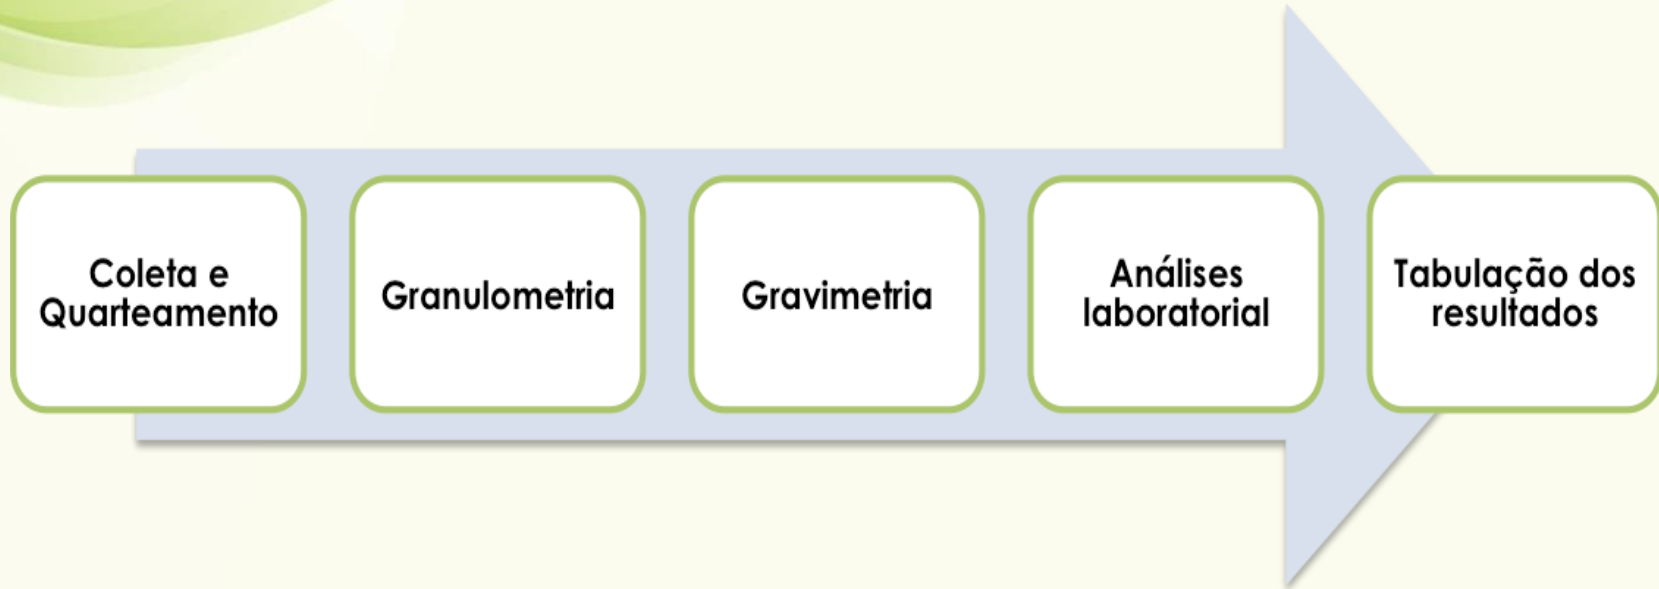 Coleta e
Quarteamento
Granulometria
Gravimetria
Análises
laboratorial
Tabulação dos
resultados